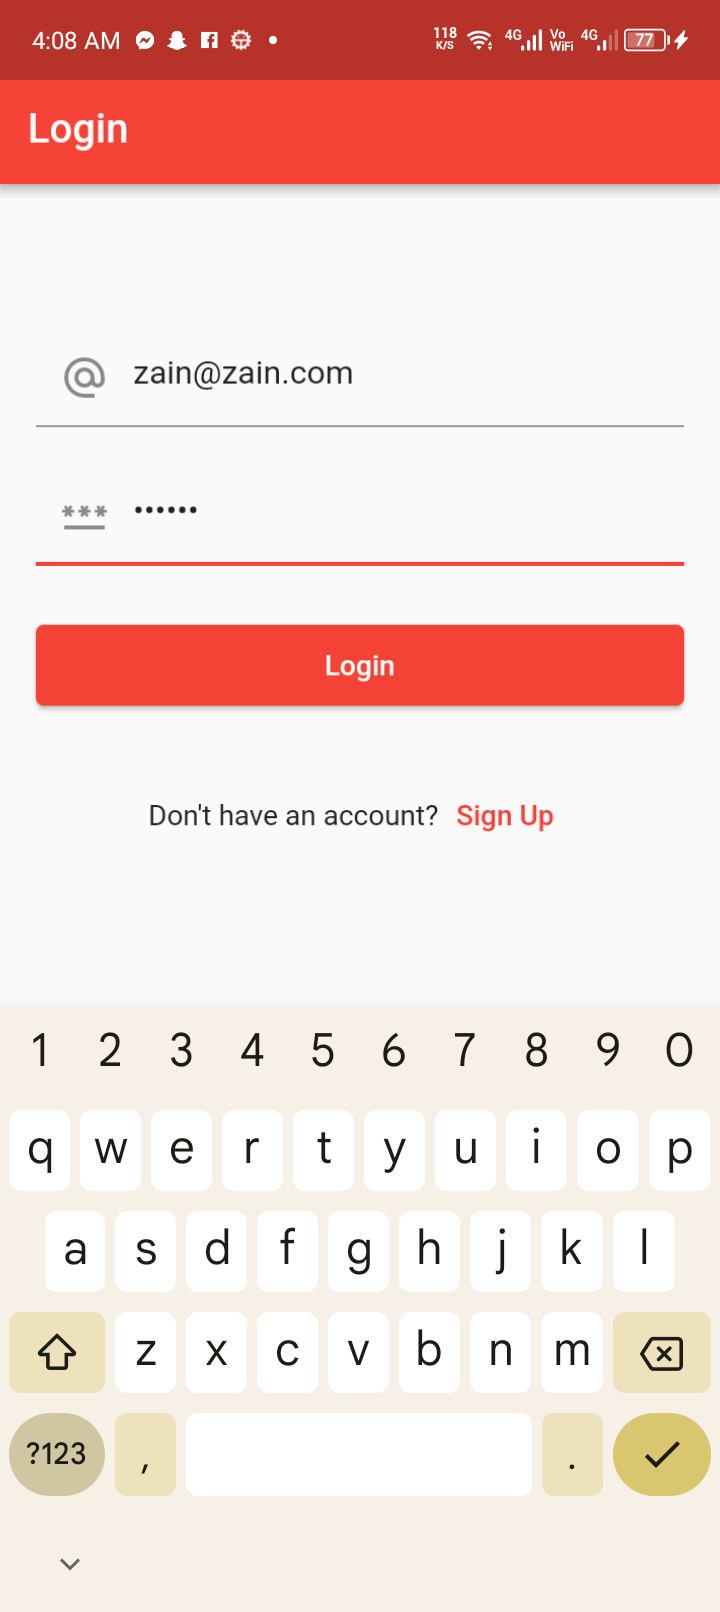 4:08 AM 118 K/S 4G Vo WiFi 4G 77
Login
@ zain@zain.com
*** ••••••
Login
Don't have an account? Sign Up
1 2 3 4 5 6 7 8 9 0
q w e r t y u i o p
a s d f g h j k l
z x c v b n m
?123 , .